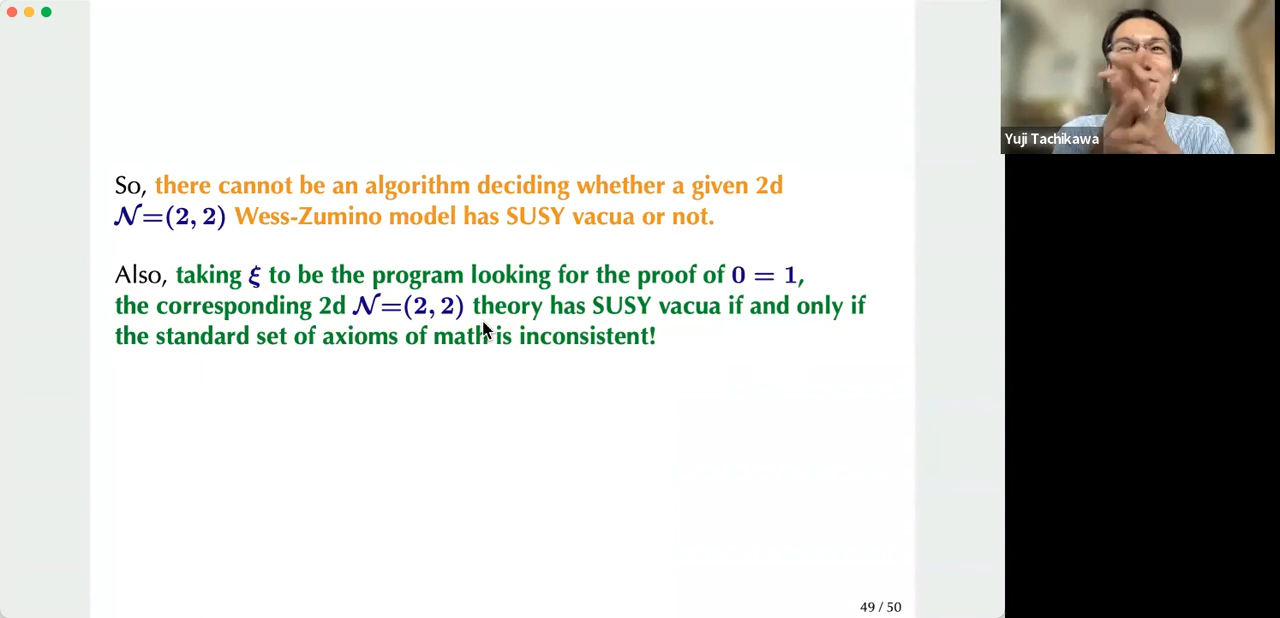 So, there cannot be an algorithm deciding whether a given 2d
𝒩=(2, 2) Wess-Zumino model has SUSY vacua or not.
Also, taking ξ to be the program looking for the proof of 0 = 1,
the corresponding 2d 𝒩=(2, 2) theory has SUSY vacua if and only if
the standard set of axioms of math is inconsistent!
49 / 50
Yuji Tachikawa